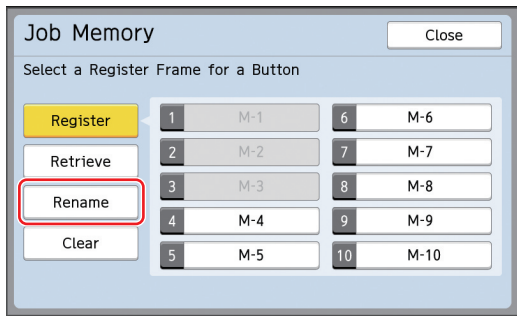 Job Memory
Close
Select a Register Frame for a Button
Register
Retrieve
Rename
Clear
1 M-1
2 M-2
3 M-3
4 M-4
5 M-5
6 M-6
7 M-7
8 M-8
9 M-9
10 M-10